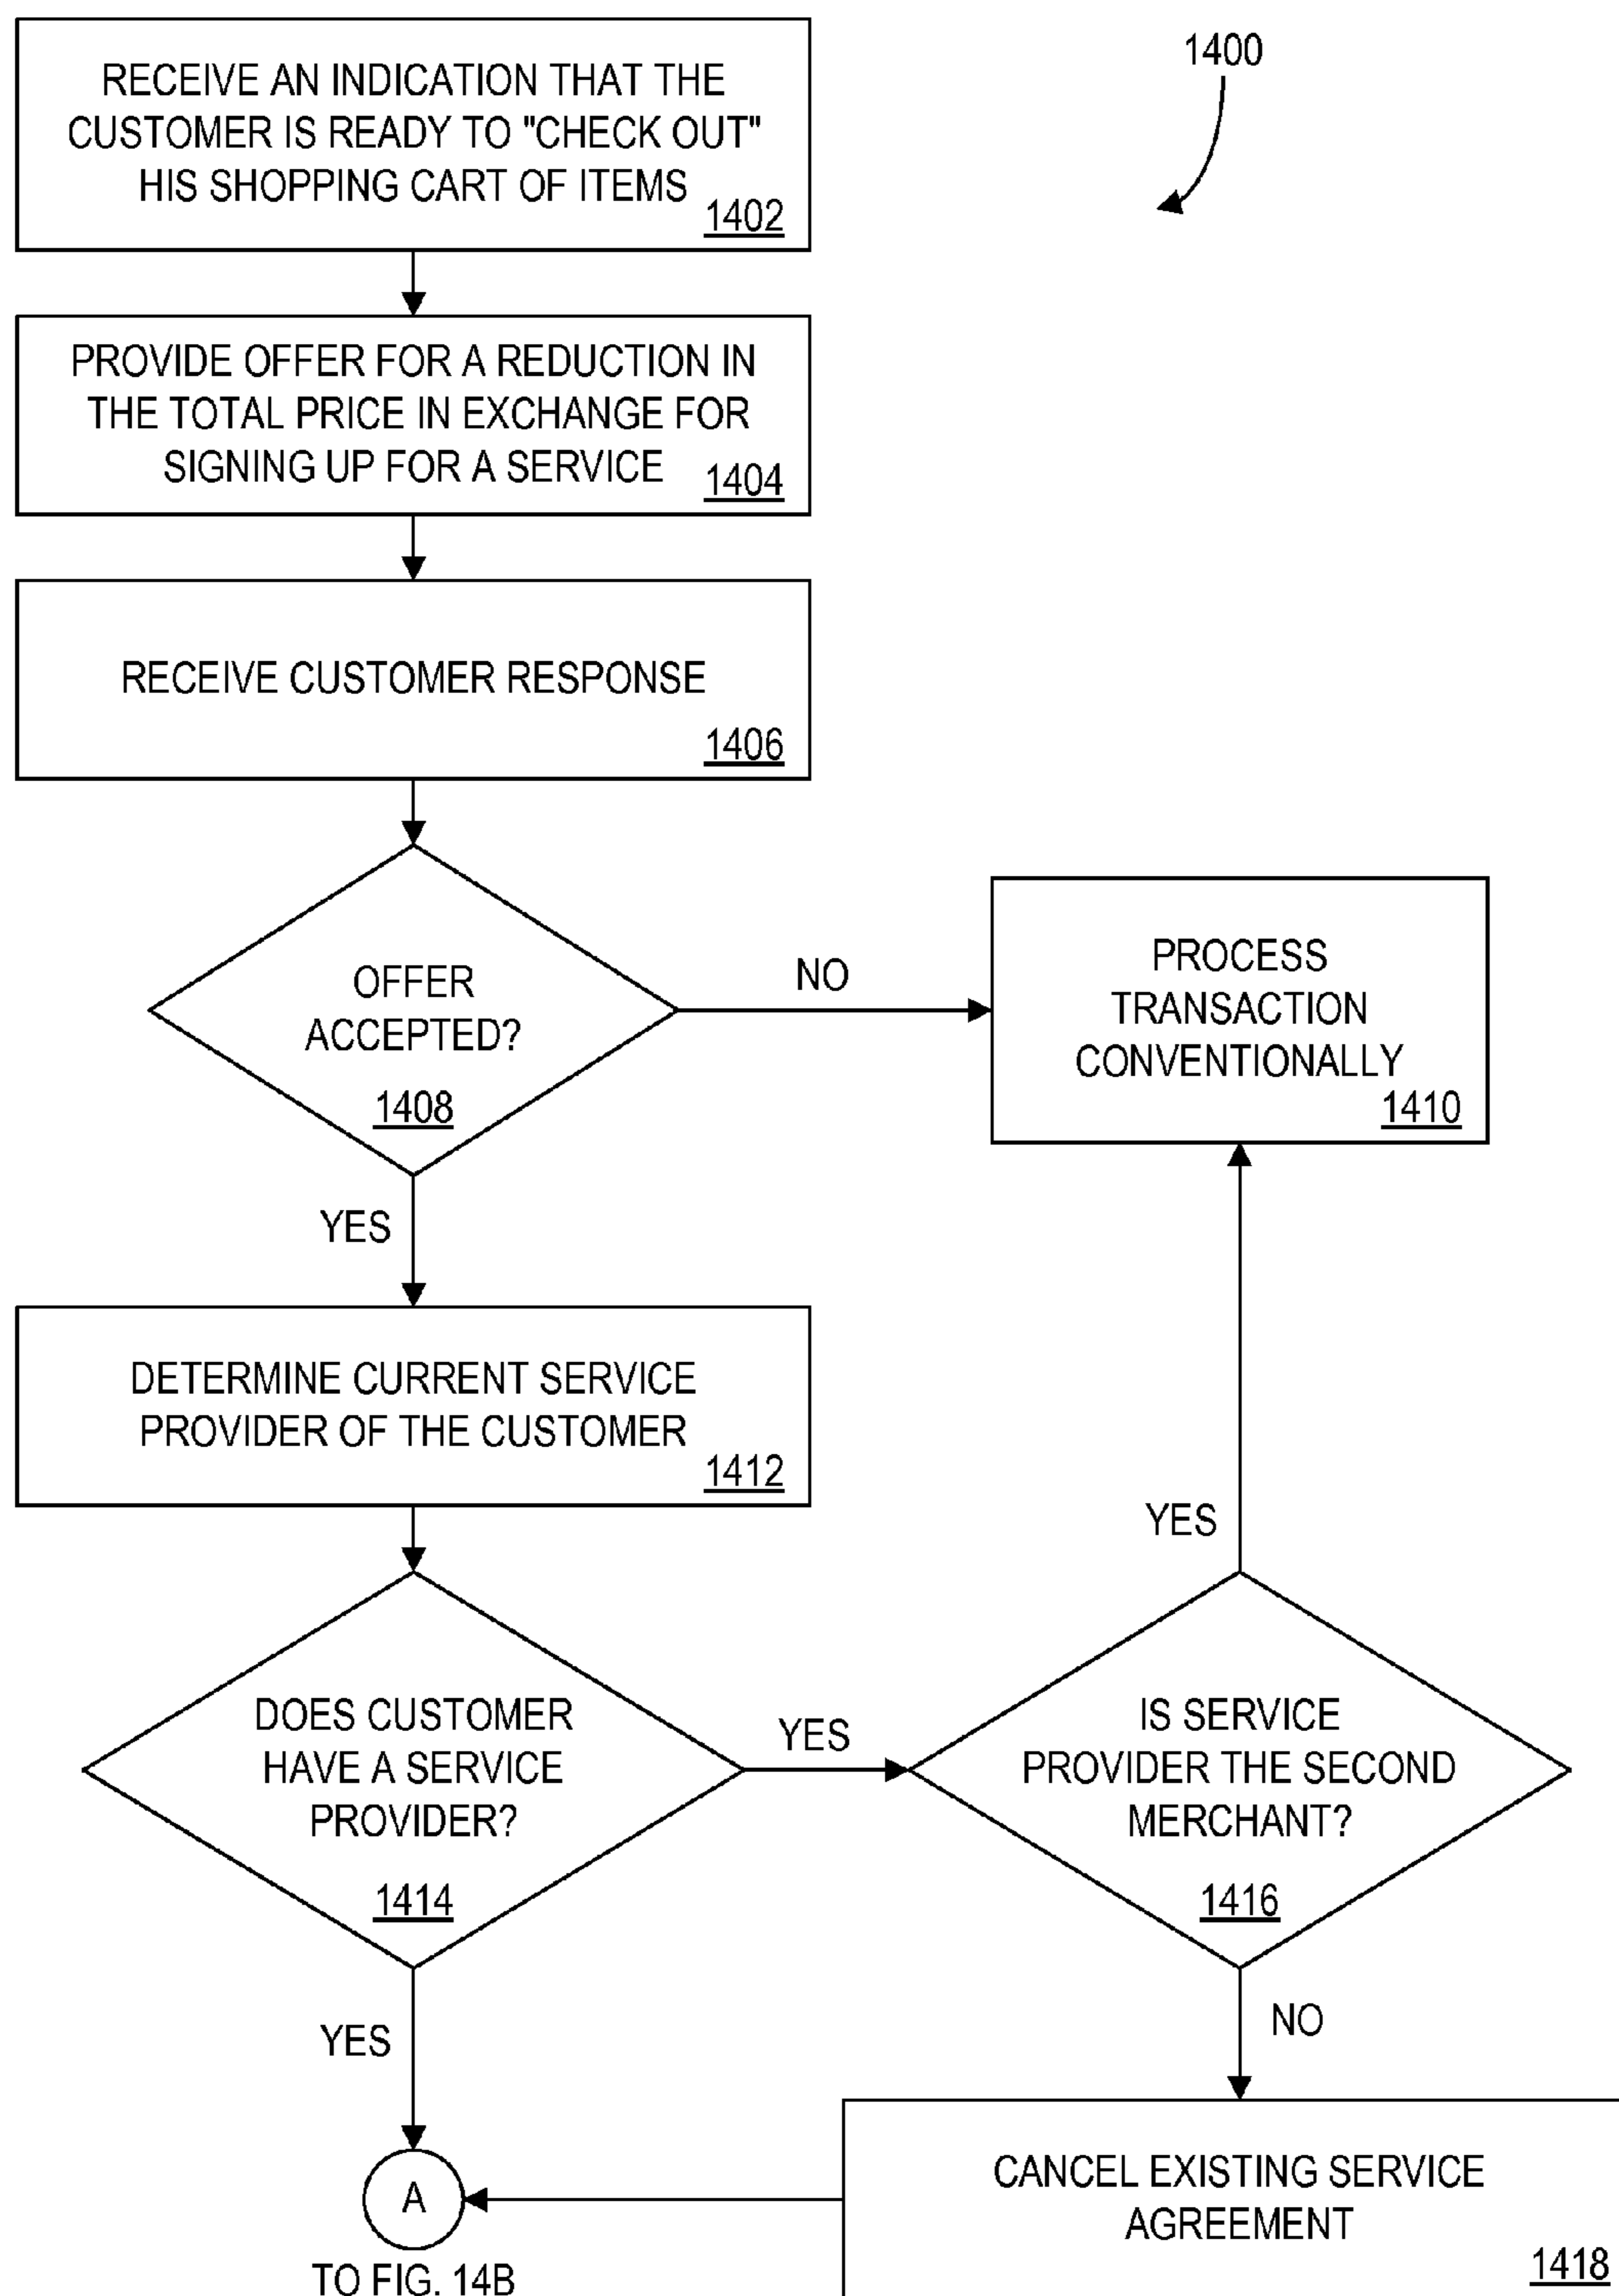 1400
RECEIVE AN INDICATION THAT THE
CUSTOMER IS READY TO "CHECK OUT"
HIS SHOPPING CART OF ITEMS
1402
PROVIDE OFFER FOR A REDUCTION IN
THE TOTAL PRICE IN EXCHANGE FOR
SIGNING UP FOR A SERVICE
1404
RECEIVE CUSTOMER RESPONSE
1406
OFFER
ACCEPTED?
1408
NO
PROCESS
TRANSACTION
CONVENTIONALLY
1410
YES
DETERMINE CURRENT SERVICE
PROVIDER OF THE CUSTOMER
1412
DOES CUSTOMER
HAVE A SERVICE
PROVIDER?
1414
YES
IS SERVICE
PROVIDER THE SECOND
MERCHANT?
1416
YES
NO
YES
CANCEL EXISTING SERVICE
AGREEMENT
1418
A
TO FIG. 14B